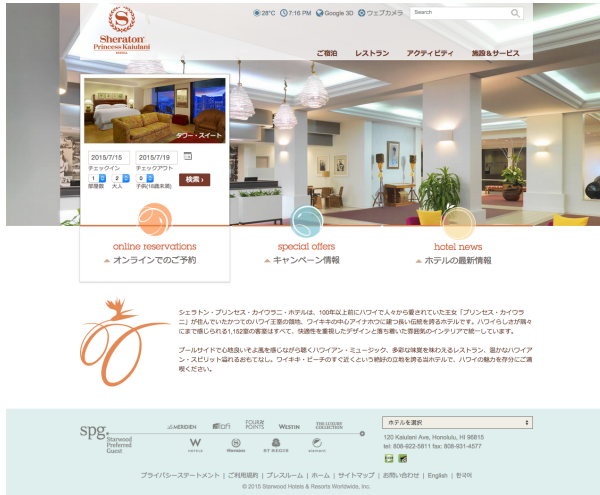 28°C 7:16 PM Google 3D ウェブカメラ Search
Sheraton
Princess Kaiulani
ご宿泊 レストラン アクティビティ 施設&サービス
タワー・スイート
2015/7/15 2015/7/19
チェックイン チェックアウト
1 2 0 検索
部屋数 大人 子供(18歳未満)
online reservations special offers hotel news
オンラインでのご予約 キャンペーン情報 ホテルの最新情報
シェラトン・プリンセス・カイウラニ・ホテルは、100年以上前にハワイで人々から愛されていた王女「プリンセス・カイウラ
ニ」が住んでいたかつてのハワイ王室の領地、ワイキキの中心アイナハウに建つ長い伝統を誇るホテルです。ハワイらしさが隅々
にまで感じられる1,152室の客室はすべて、快適性を重視したデザインと落ち着いた雰囲気のインテリアで統一しています。
プールサイドで心地良いそよ風を感じながら聴くハワイアン・ミュージック、多彩な味覚を味わえるレストラン、温かなハワイア
ン・スピリット溢れるおもてなし。ワイキキ・ビーチのすぐ近くという絶好の立地を誇る当ホテルで、ハワイの魅力を存分にご満
喫ください。
spg.
Starwood
Preferred
Guest
LE MERIDIEN aloft FOUR POINTS WESTIN THE LUXURY COLLECTION
W HOTELS Sheraton ST REGIS element
ホテルを選択
120 Kaiulani Ave, Honolulu, HI 96815
tel: 808-922-5811 fax: 808-931-4577
プライバシーステートメント | ご利用規約 | プレスルーム | ホーム | サイトマップ | お問い合わせ | English | 한국어
© 2015 Starwood Hotels & Resorts Worldwide, Inc.